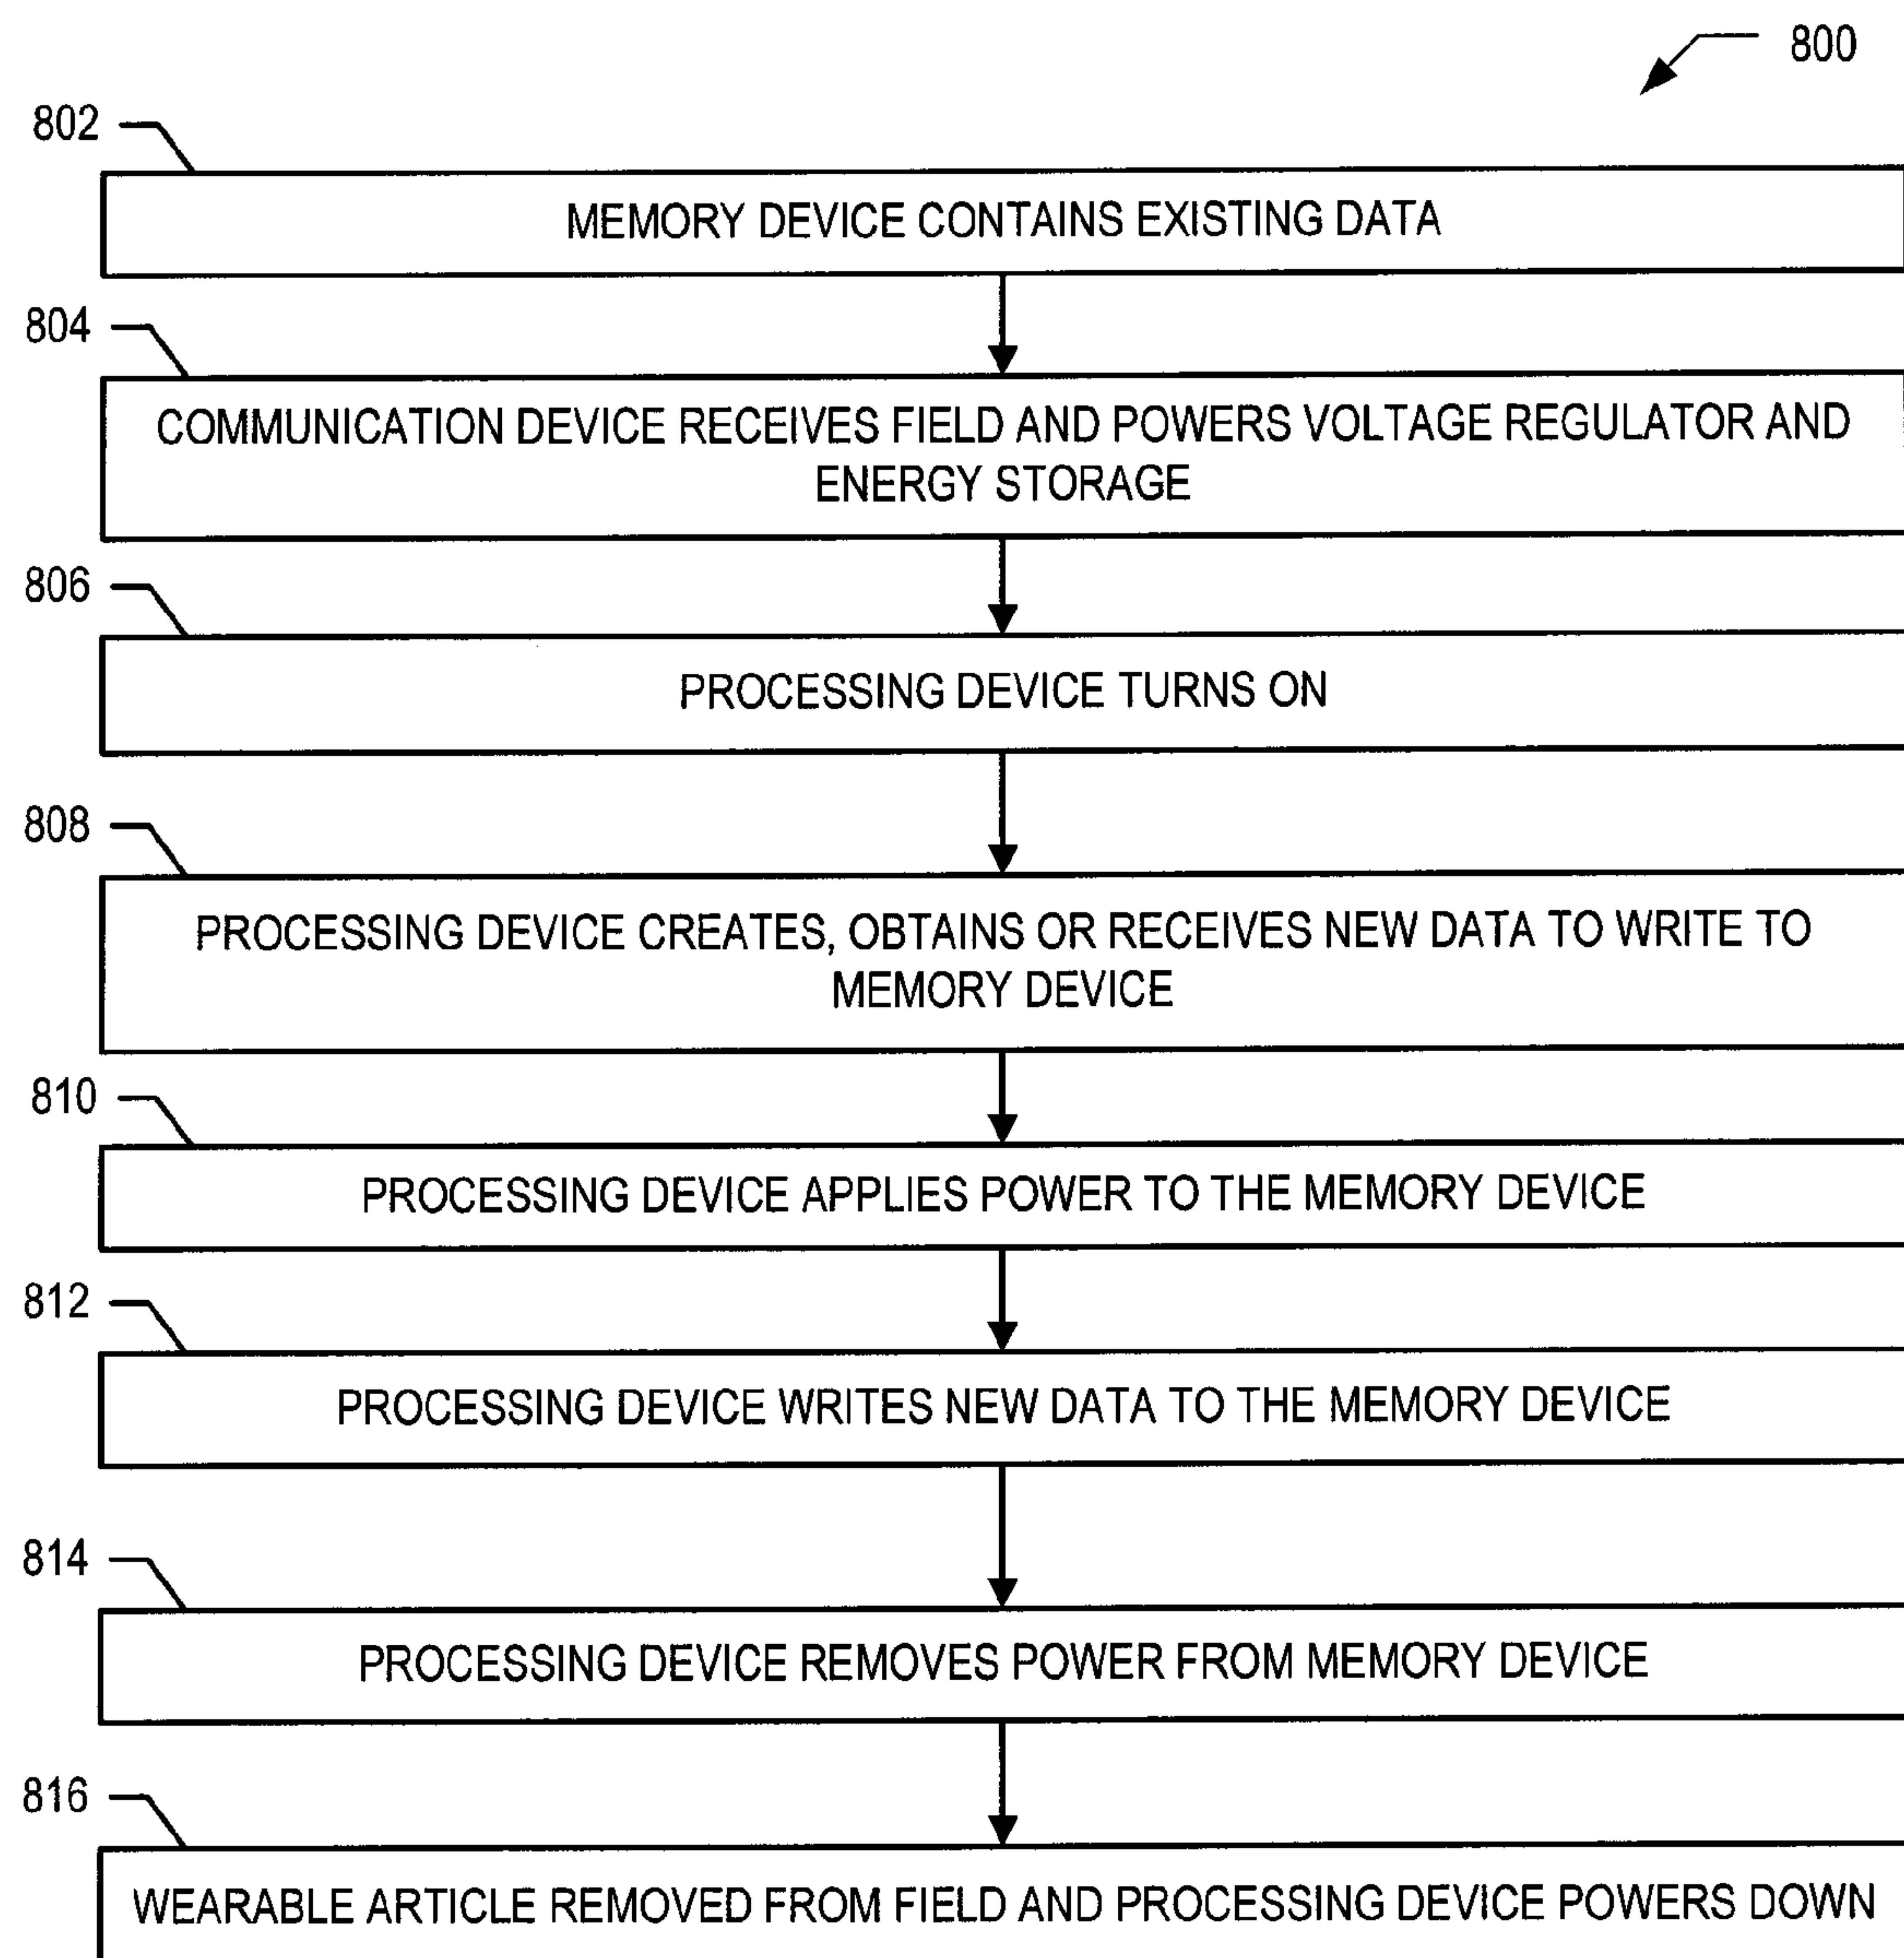 800
802
MEMORY DEVICE CONTAINS EXISTING DATA
804
COMMUNICATION DEVICE RECEIVES FIELD AND POWERS VOLTAGE REGULATOR AND
ENERGY STORAGE
806
PROCESSING DEVICE TURNS ON
808
PROCESSING DEVICE CREATES, OBTAINS OR RECEIVES NEW DATA TO WRITE TO
MEMORY DEVICE
810
PROCESSING DEVICE APPLIES POWER TO THE MEMORY DEVICE
812
PROCESSING DEVICE WRITES NEW DATA TO THE MEMORY DEVICE
814
PROCESSING DEVICE REMOVES POWER FROM MEMORY DEVICE
816
WEARABLE ARTICLE REMOVED FROM FIELD AND PROCESSING DEVICE POWERS DOWN